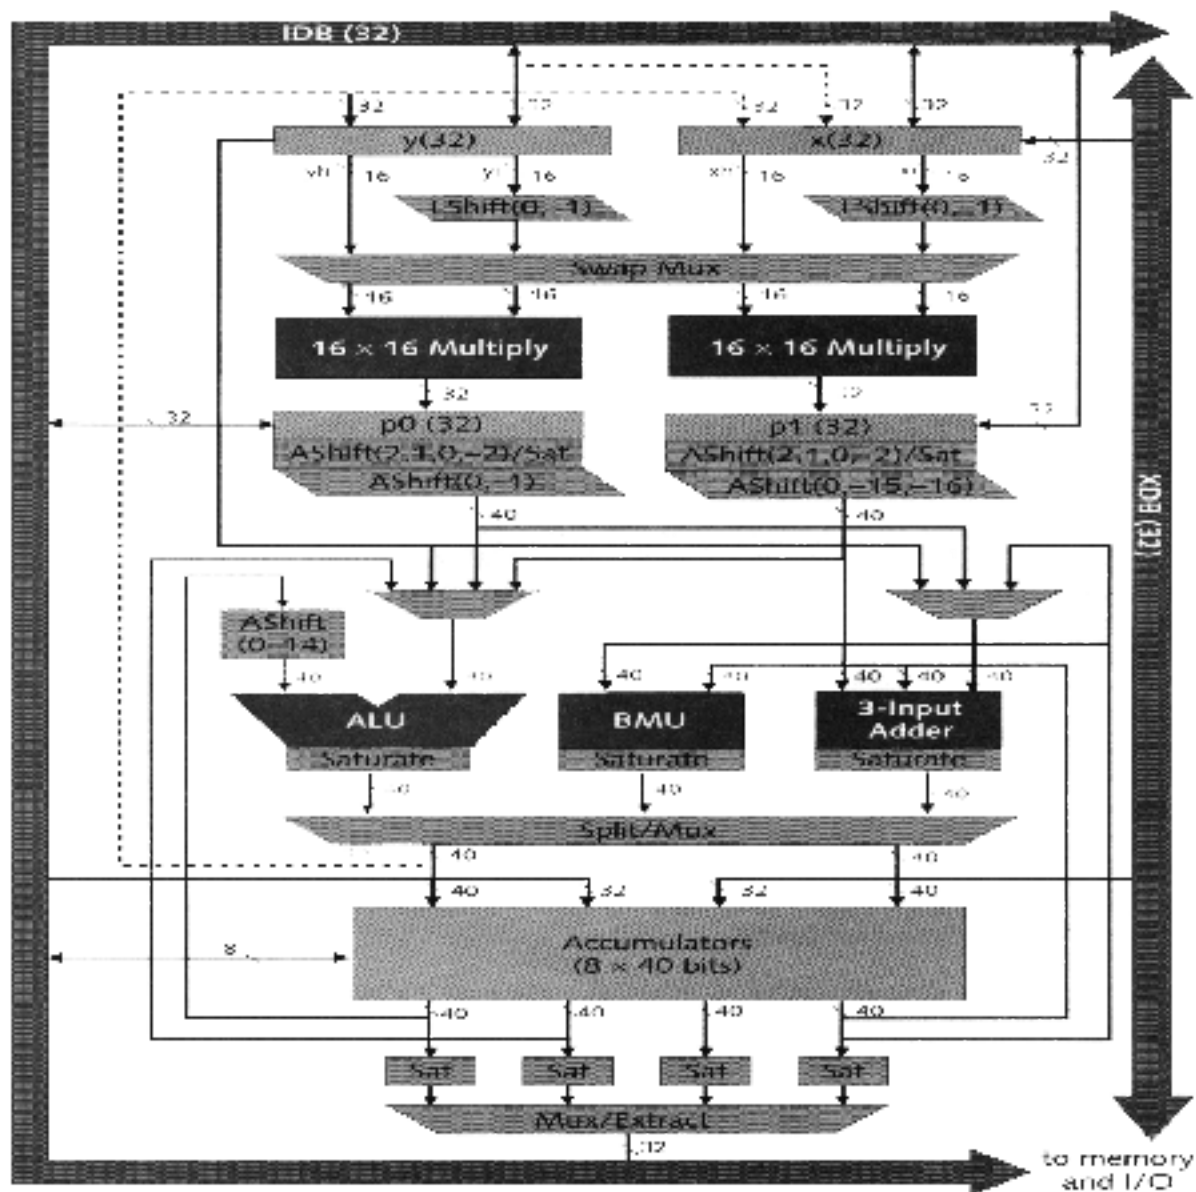 IDB (32)
32
32
32
32
y(32)
x(32)
32
16
16
xh
16
16
LShift(0,-1)
Swap Mux
16
16
16
16
16 × 16 Multiply
16 × 16 Multiply
32
32
32
p0 (32)
p1 (32)
AShift(2,1,0,-2)/Sat
AShift(2,1,0,-2)/Sat
AShift(0,-1)
AShift(0,-15,-16)
40
40
(32)
AShift
(0-14)
40
40
40
40
40
40
ALU
BMU
3-Input
Adder
Saturate
Saturate
Saturate
40
40
Split/Mux
40
40
40
32
32
40
Accumulators
(8 × 40 bits)
8
40
40
40
40
Sat
Sat
Sat
Sat
Mux/Extract
32
to memory
and I/O